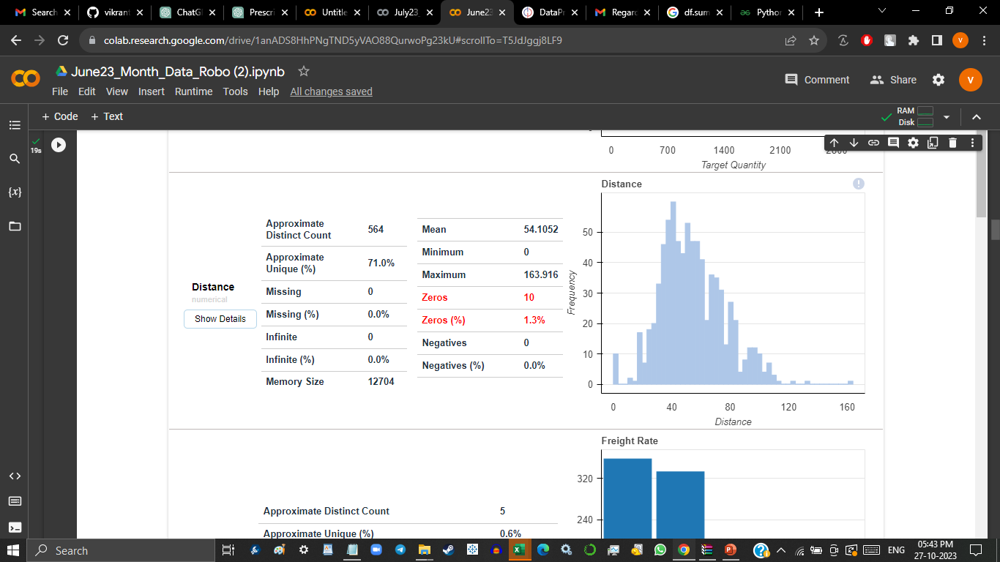 Search
vikrant
ChatG
Prescri
Untitle
July23
June23
DataPr
Regard
df.sum
Python
colab.research.google.com/drive/1anADS8HhPNgTND5yVAO88QurwoPg23kU#scrollTo=T5JdJggj8LF9
V
June23_Month_Data_Robo (2).ipynb
Comment
Share
V
File Edit View Insert Runtime Tools Help All changes saved
+ Code + Text
RAM
Disk
19s
{x}
0 700 1400 2100
Target Quantity
Distance
numerical
Show Details
Approximate Distinct Count 564
Approximate Unique (%) 71.0%
Missing 0
Missing (%) 0.0%
Infinite 0
Infinite (%) 0.0%
Memory Size 12704
Mean 54.1052
Minimum 0
Maximum 163.916
Zeros 10
Zeros (%) 1.3%
Negatives 0
Negatives (%) 0.0%
Distance
Frequency
50
40
30
20
10
0
0 40 80 120 160
Distance
Freight Rate
320
240
Approximate Distinct Count 5
Approximate Unique (%) 0.6%
Search
ENG
05:43 PM
27-10-2023